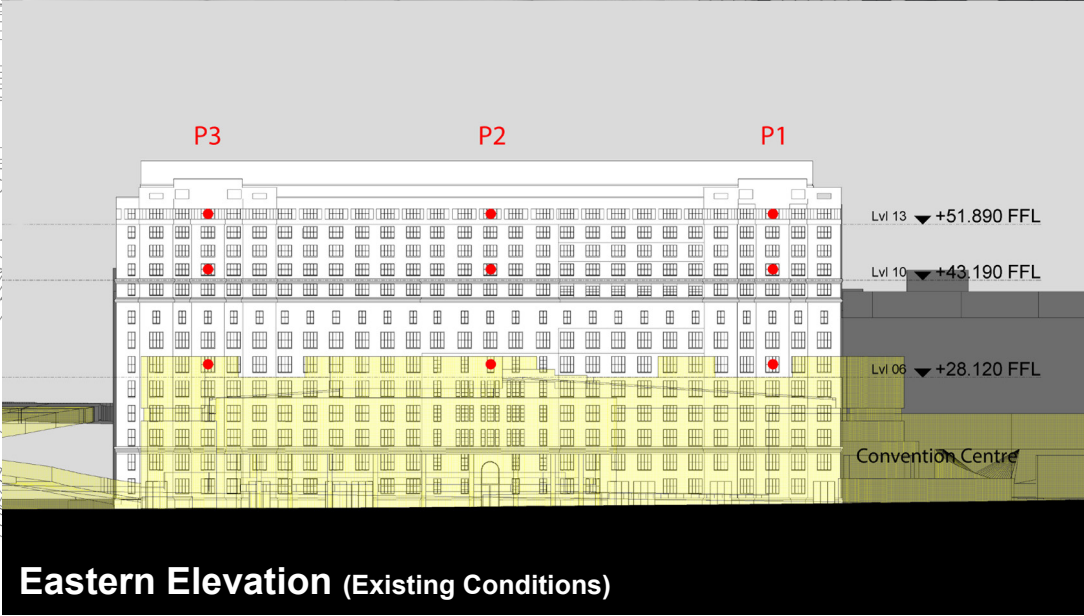 P3 P2 P1
Lvl 13 +51.890 FFL
Lvl 10 +43.190 FFL
Lvl 06 +28.120 FFL
Convention Centre
Eastern Elevation (Existing Conditions)